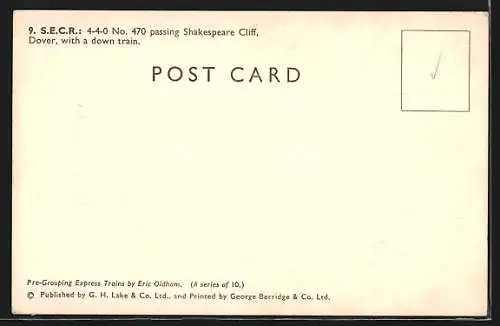 9. S.E.C.R.: 4-4-0 No. 470 passing Shakespeare Cliff,
Dover, with a down train.
POST CARD
Pre-Grouping Express Trains by Eric Oldham. (A series of 10.)
© Published by G. H. Lake & Co. Ltd., and Printed by George Berridge & Co. Ltd.